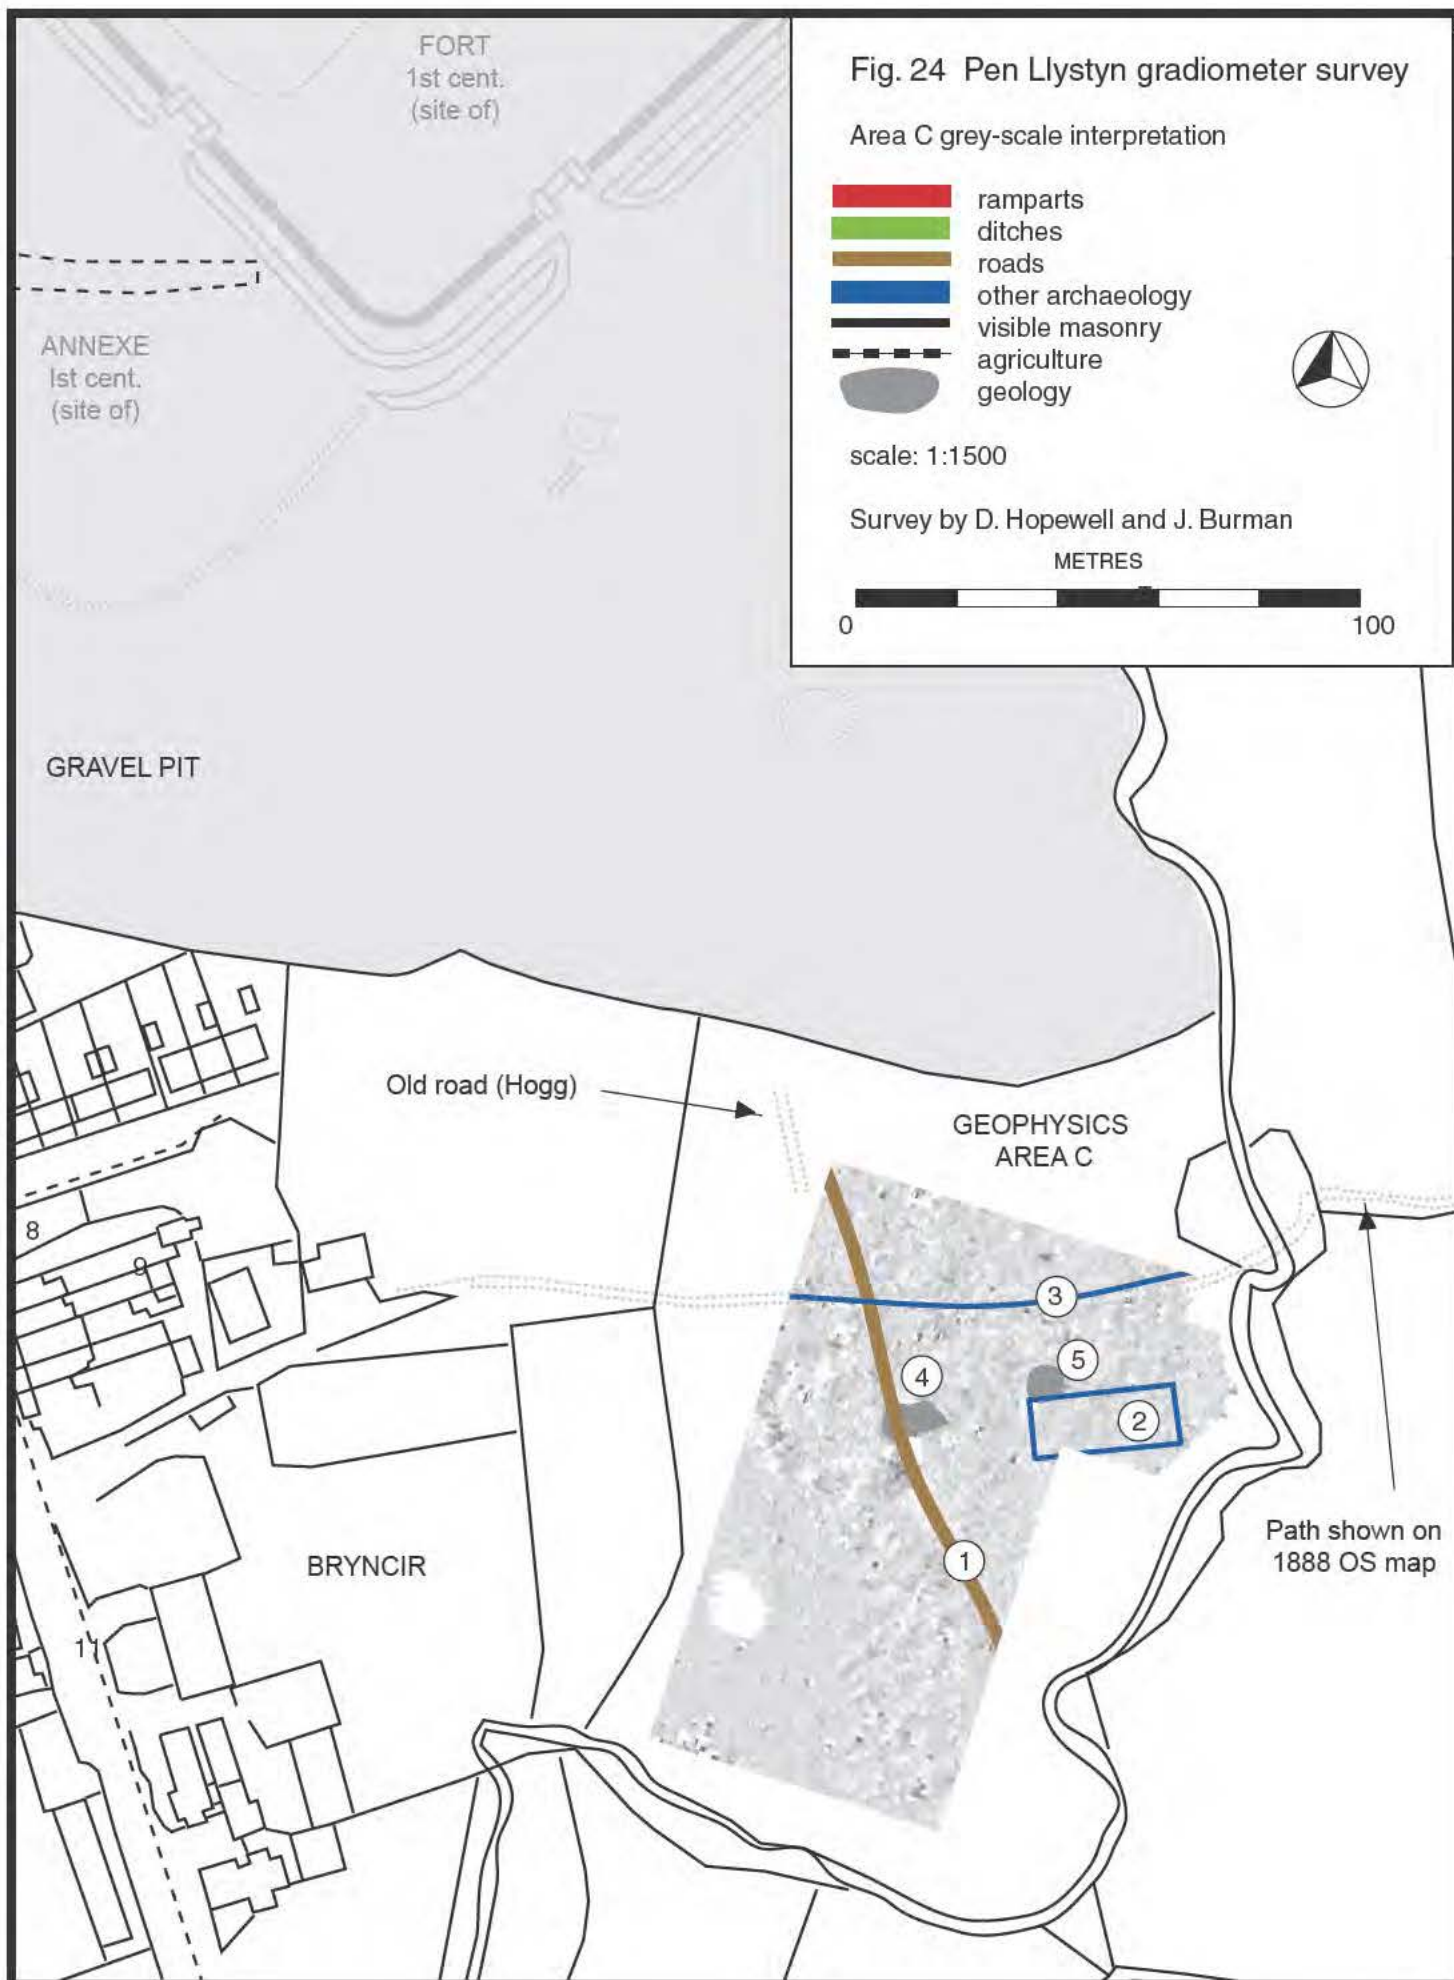 FORT
1st cent.
(site of)
Fig. 24 Pen Llystyn gradiometer survey
Area C grey-scale interpretation
ramparts
ditches
roads
other archaeology
visible masonry
agriculture
geology
scale: 1:1500
Survey by D. Hopewell and J. Burman
METRES
0
100
ANNEXE
Ist cent.
(site of)
GRAVEL PIT
Old road (Hogg)
GEOPHYSICS
AREA C
8
9
3
5
4
2
1
Path shown on
1888 OS map
BRYNCIR
11